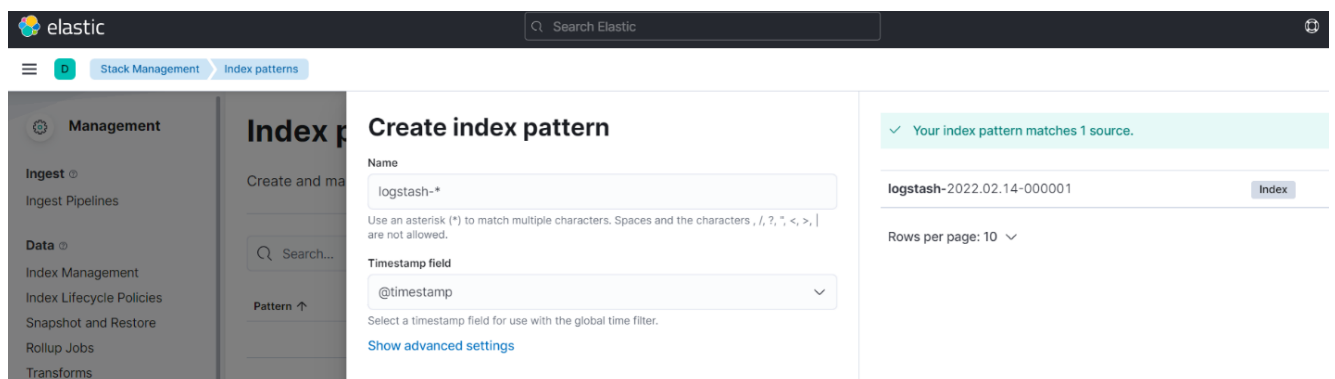 elastic
Search Elastic
D
Stack Management
Index patterns
Management
Ingest
Ingest Pipelines
Data
Index Management
Index Lifecycle Policies
Snapshot and Restore
Rollup Jobs
Transforms
Index p
Create and ma
Search...
Pattern ↑
Create index pattern
Name
logstash-*
Use an asterisk (*) to match multiple characters. Spaces and the characters , /, ?, ", <, >, |
are not allowed.
Timestamp field
@timestamp
Select a timestamp field for use with the global time filter.
Show advanced settings
Your index pattern matches 1 source.
logstash-2022.02.14-000001
Index
Rows per page: 10